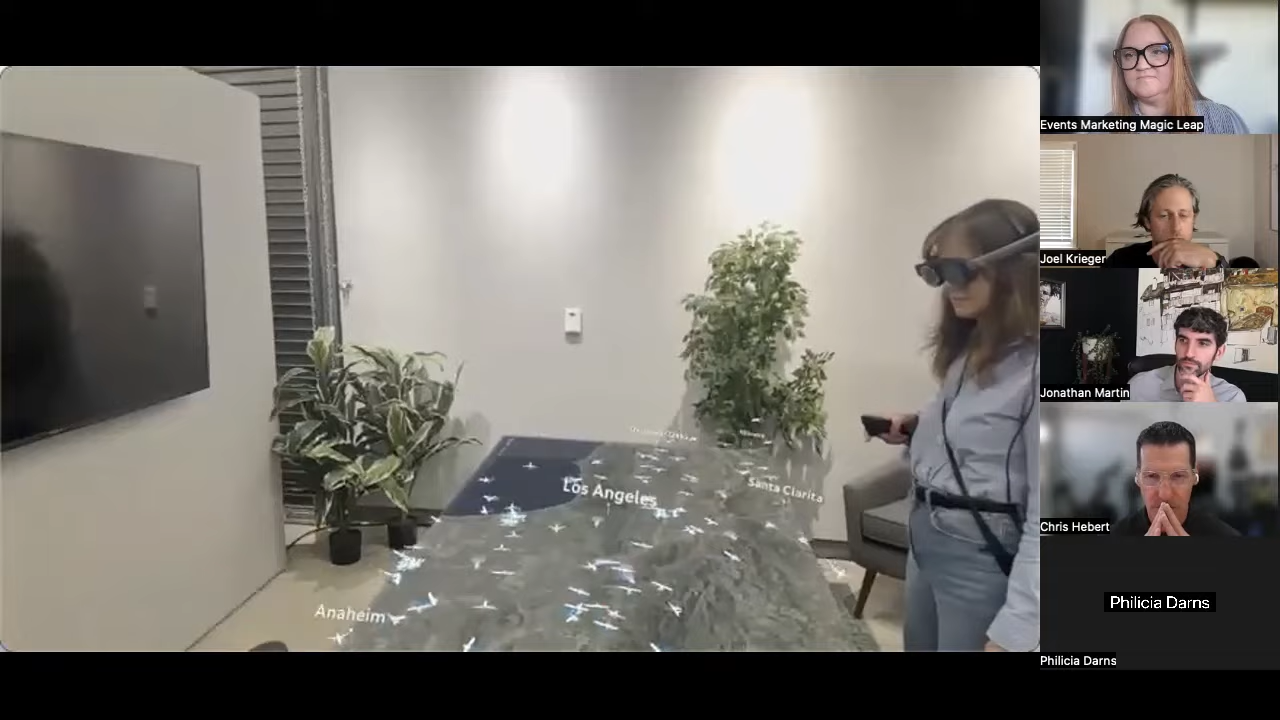 Los Angeles
Santa Clarita
Anaheim
Events Marketing Magic Leap
Joel Krieger
Jonathan Martin
Chris Hebert
Philicia Darns
Philicia Darns